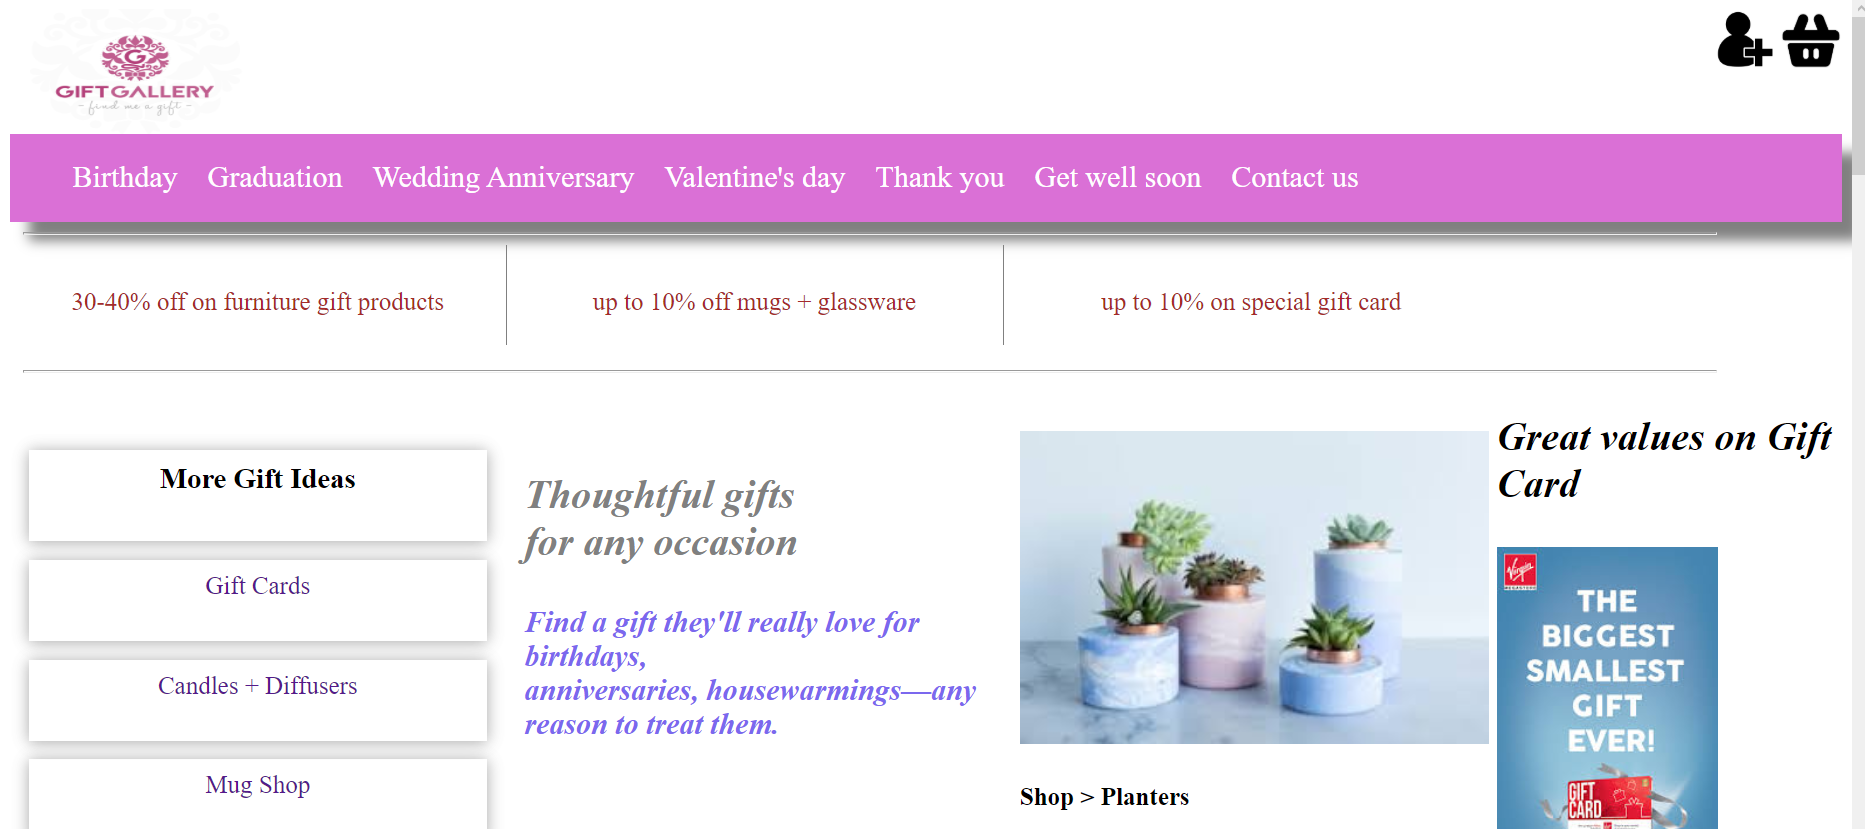 G
GIFTGALLERY
- find me a gift -
Birthday Graduation Wedding Anniversary Valentine's day Thank you Get well soon Contact us
30-40% off on furniture gift products
up to 10% off mugs + glassware
up to 10% on special gift card
More Gift Ideas
Gift Cards
Candles + Diffusers
Mug Shop
Thoughtful gifts
for any occasion
Find a gift they'll really love for
birthdays,
anniversaries, housewarmings—any
reason to treat them.
Shop > Planters
Great values on Gift
Card
Virgin
MEGASTORE
THE
BIGGEST
SMALLEST
GIFT
EVER!
GIFT
CARD